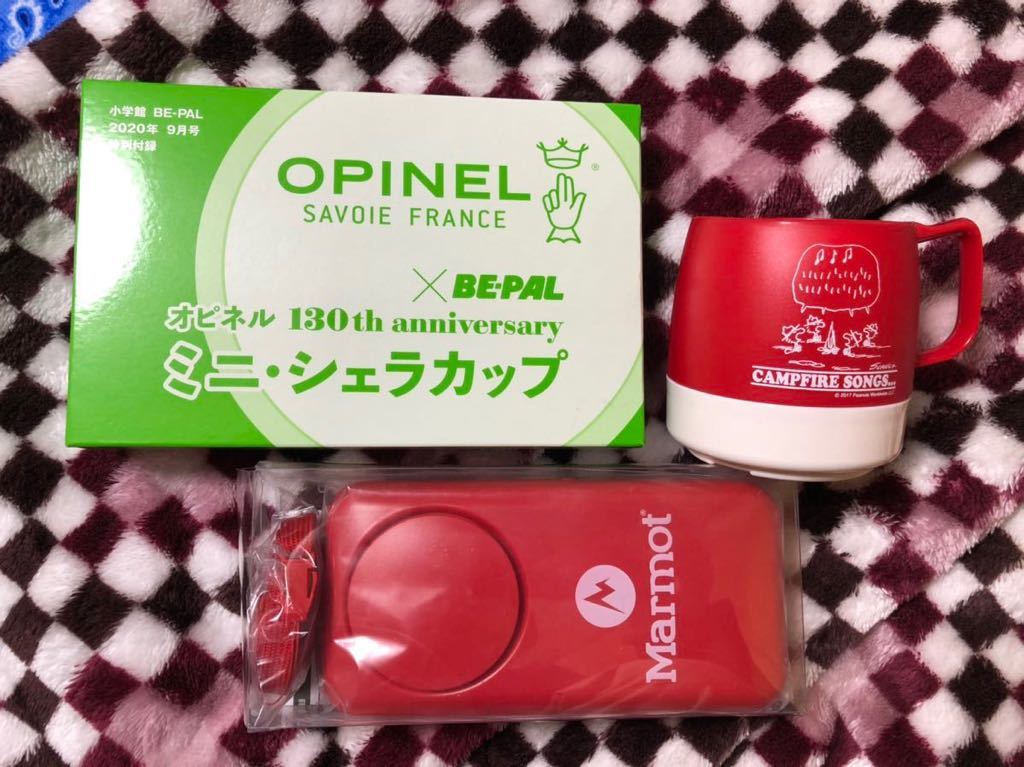 小学館 BE-PAL
2020年 9月号
特別付録
OPINEL
®
SAVOIE FRANCE
×BE-PAL
オピネル 130th anniversary
ミニ・シェラカップ
CAMPFIRE SONGS...
© 2017 Peanuts Worldwide LLC
Marmot®